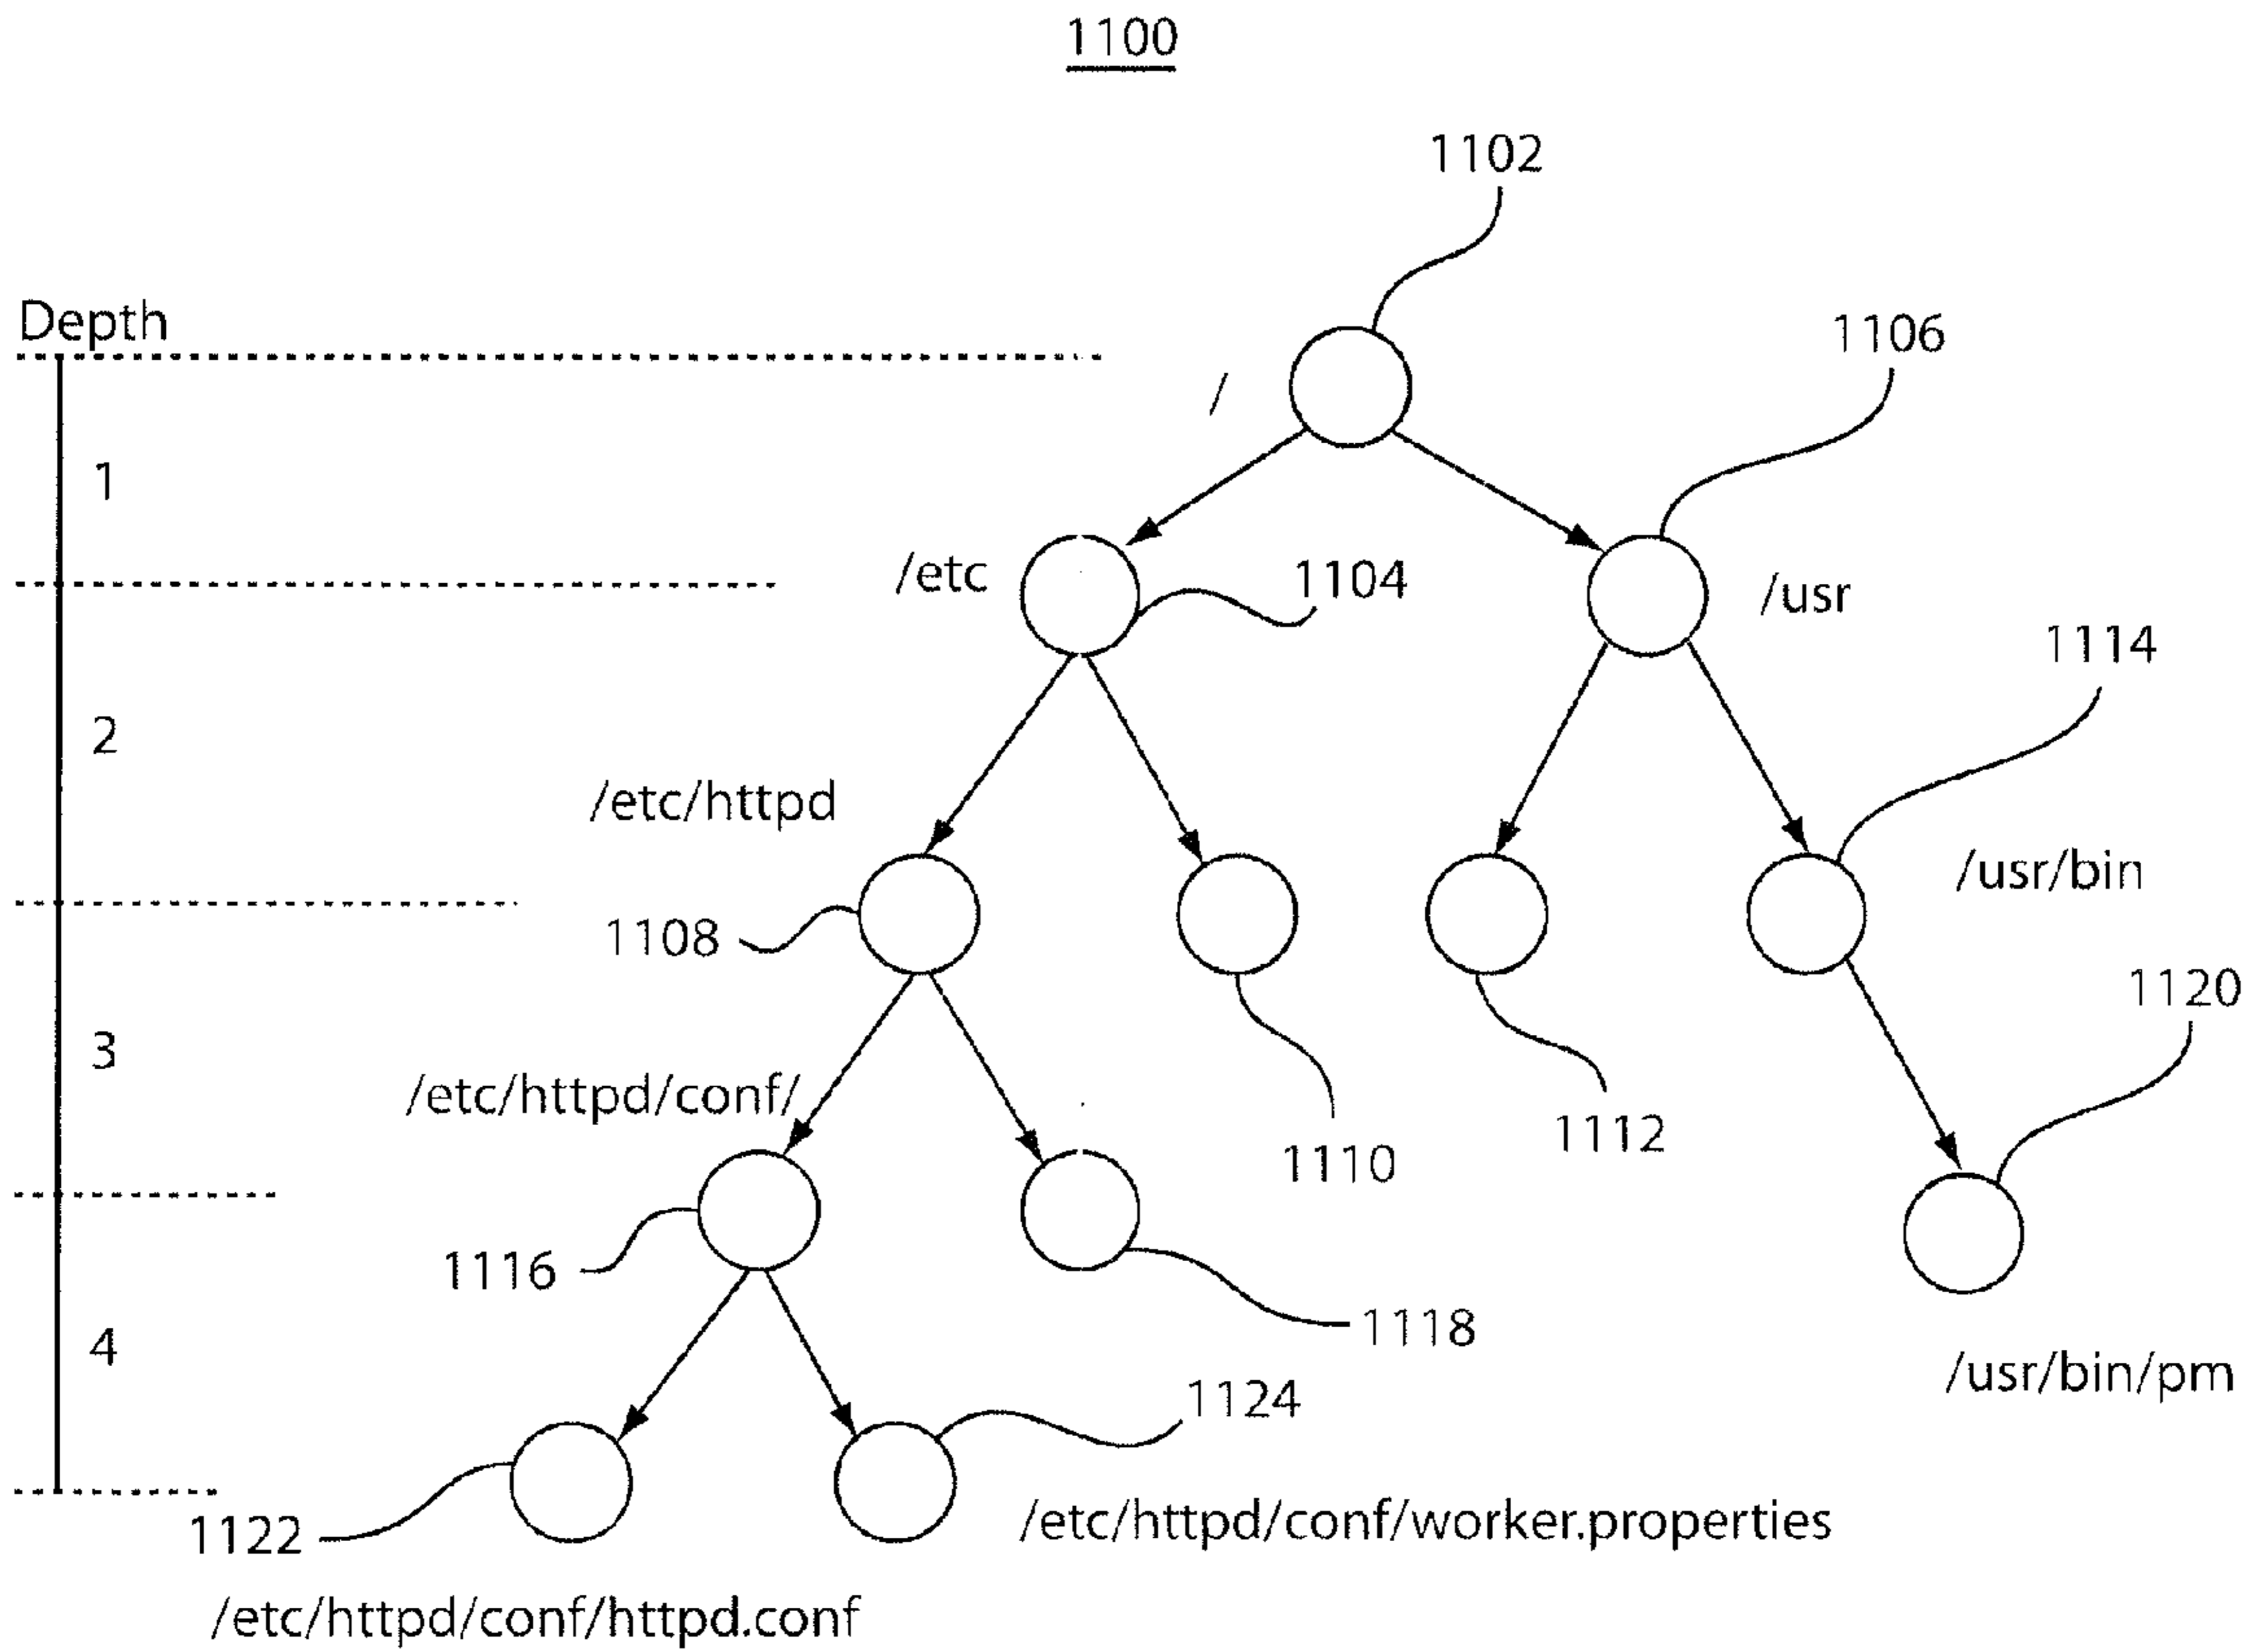 1100
1102
Depth
1106
/
1
/etc
1104
/usr
1114
2
/etc/httpd
/usr/bin
1108
1120
3
/etc/httpd/conf/
1112
1110
1116
1118
4
/usr/bin/pm
1124
/etc/httpd/conf/worker.properties
1122
/etc/httpd/conf/httpd.conf